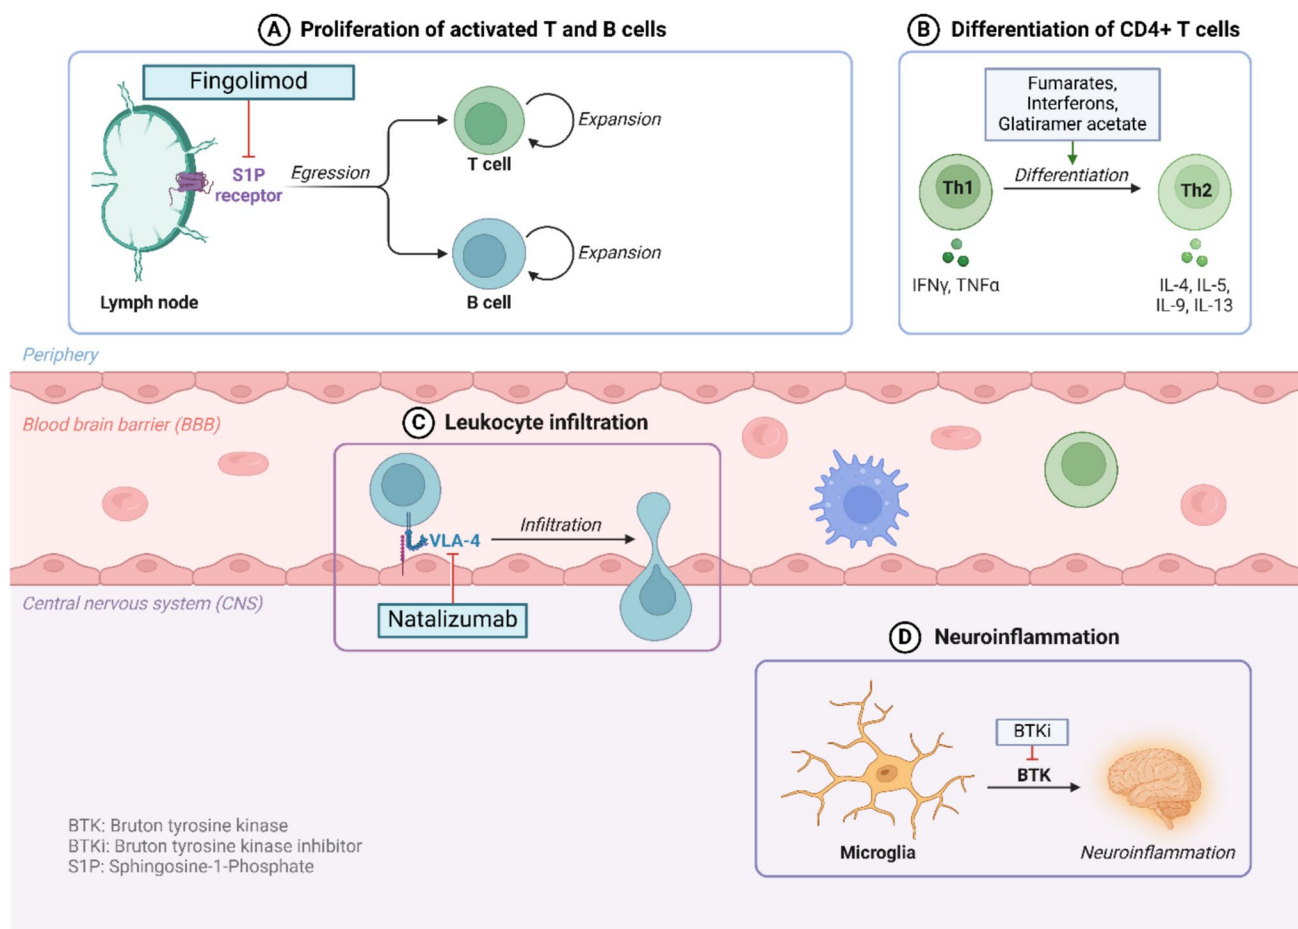 A Proliferation of activated T and B cells
Fingolimod
S1P
receptor
Egression
T cell
Expansion
B cell
Expansion
Lymph node
B Differentiation of CD4+ T cells
Fumarates,
Interferons,
Glatiramer acetate
Th1
Differentiation
Th2
IFNγ, TNFα
IL-4, IL-5,
IL-9, IL-13
Periphery
Blood brain barrier (BBB)
C Leukocyte infiltration
VLA-4
Infiltration
Natalizumab
Central nervous system (CNS)
D Neuroinflammation
BTKi
BTK
Microglia
Neuroinflammation
BTK: Bruton tyrosine kinase
BTKi: Bruton tyrosine kinase inhibitor
S1P: Sphingosine-1-Phosphate